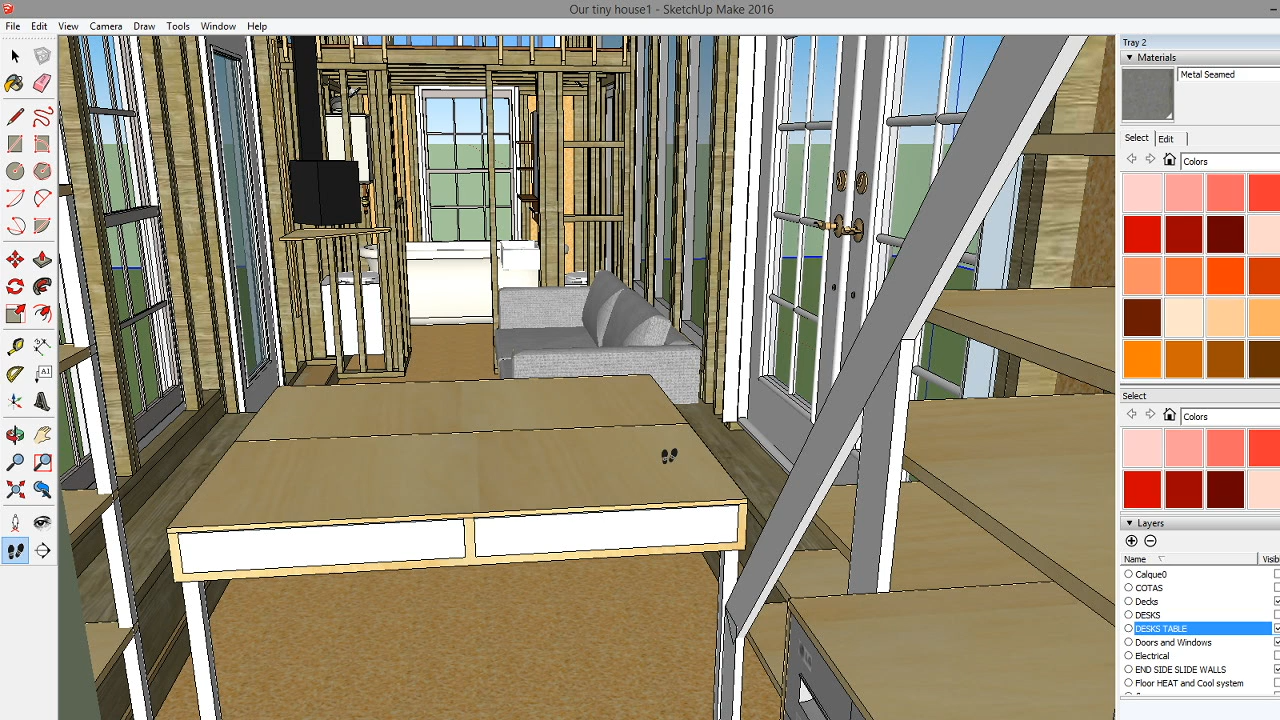 Our tiny house1 - SketchUp Make 2016
File Edit View Camera Draw Tools Window Help
Tray 2
Materials
Metal Seamed
Select Edit
Colors
Select
Colors
Layers
Name Visibl
Calque0
COTAS
Decks
DESKS
DESKS TABLE
Doors and Windows
Electrical
END SIDE SLIDE WALLS
Floor HEAT and Cool system
A1